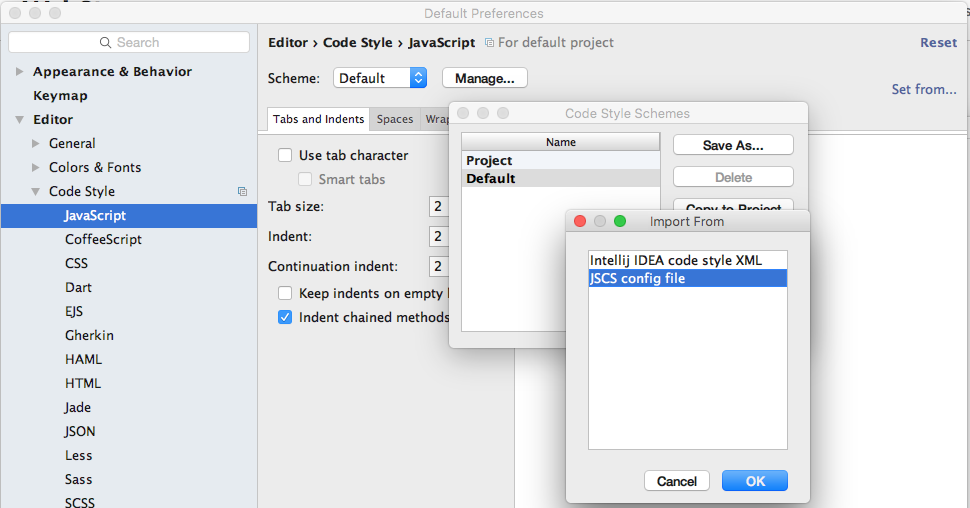 Default Preferences
Search
Appearance & Behavior
Keymap
Editor
General
Colors & Fonts
Code Style
JavaScript
CoffeeScript
CSS
Dart
EJS
Gherkin
HAML
HTML
Jade
JSON
Less
Sass
SCSS
Editor › Code Style › JavaScript For default project
Reset
Scheme: Default Manage...
Set from...
Tabs and Indents Spaces Wrap
Use tab character
Smart tabs
Tab size: 2
Indent: 2
Continuation indent: 2
Keep indents on empty
Indent chained methods
Code Style Schemes
Name
Project
Default
Save As...
Delete
Copy to Project
Import From
Intellij IDEA code style XML
JSCS config file
Cancel OK